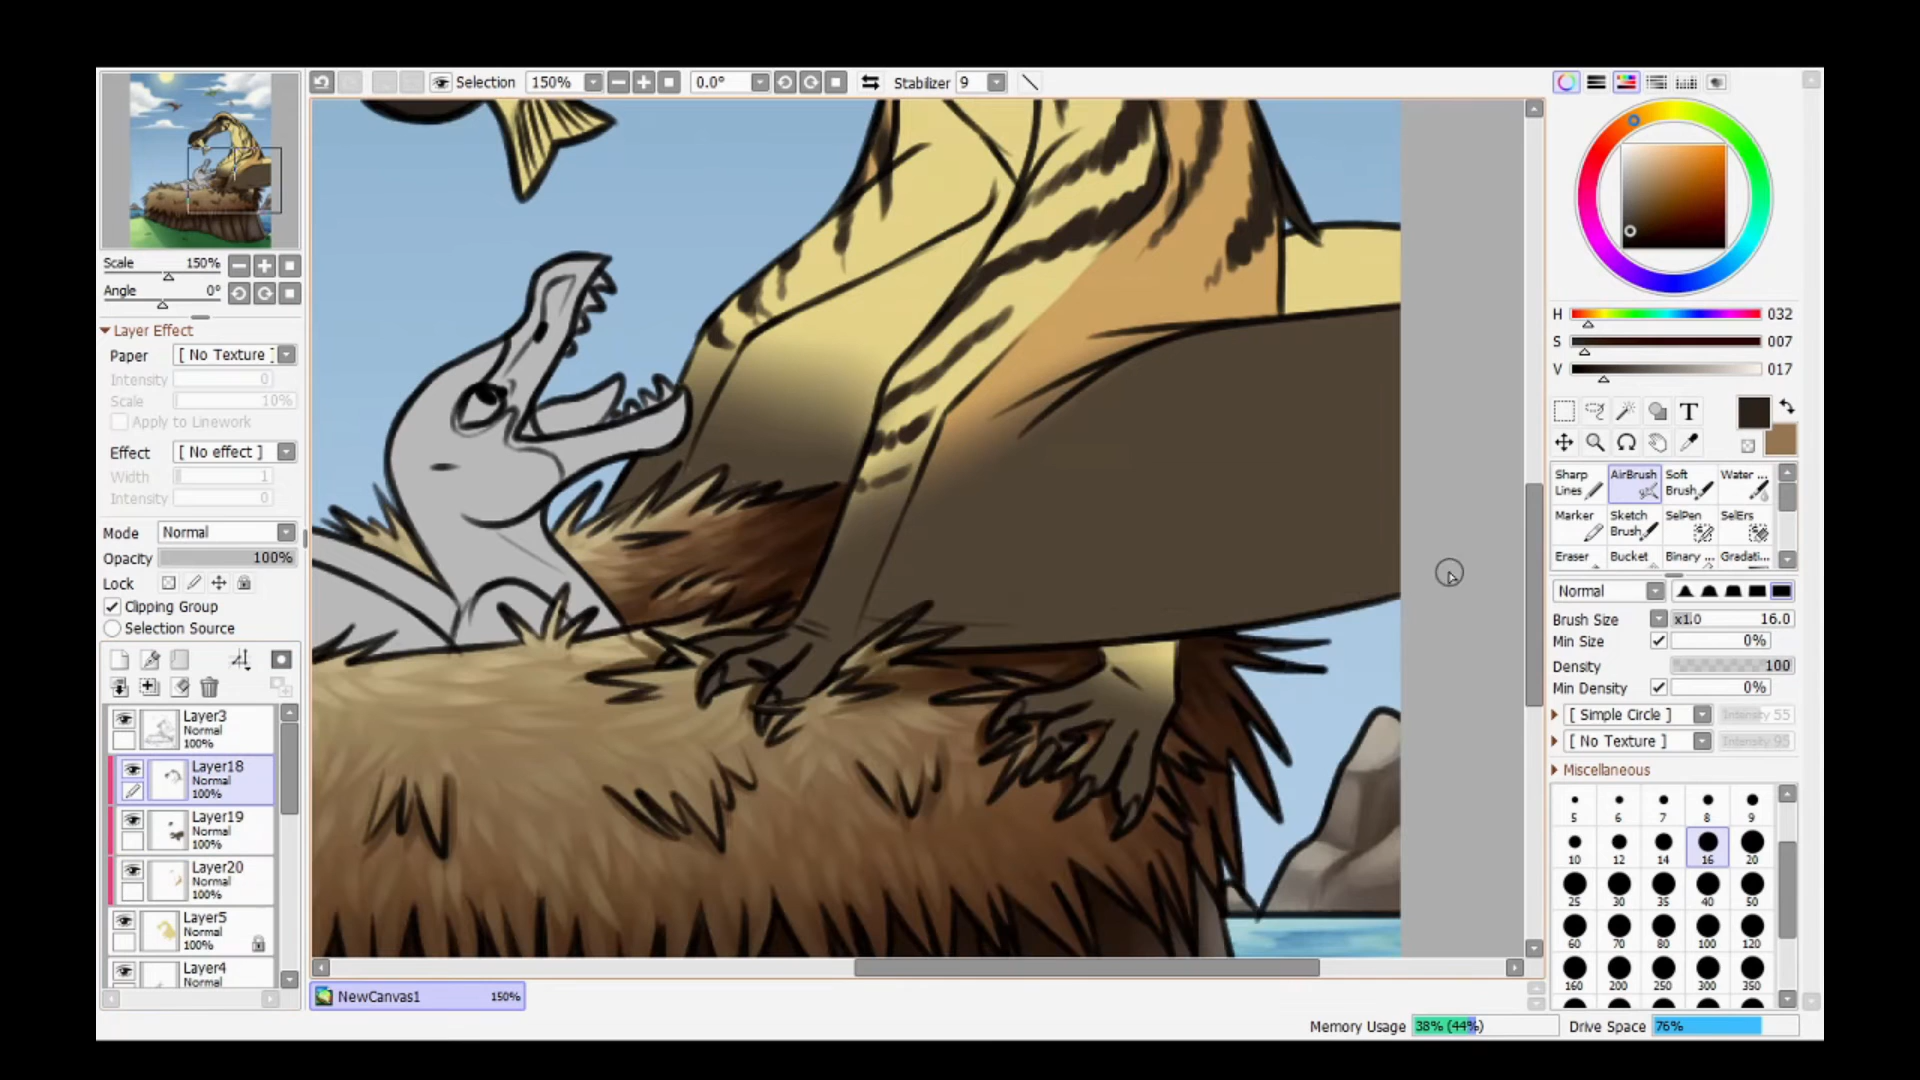 Selection 150% 0.0° Stabilizer 9
Scale 150%
Angle 0°
Layer Effect
Paper [ No Texture ]
Intensity 0
Scale 10%
Apply to Linework
Effect [ No effect ]
Width 1
Intensity 0
Mode Normal
Opacity 100%
Lock
Clipping Group
Selection Source
Layer3
Normal
100%
Layer18
Normal
100%
Layer19
Normal
100%
Layer20
Normal
100%
Layer5
Normal
100%
Layer4
Normal
NewCanvas1 150%
H 032
S 007
V 017
T
Sharp Lines AirBrush Soft Brush Water ...
Marker Sketch Brush SelPen SelErs
Eraser Bucket Binary ... Gradati...
Normal
Brush Size x1.0 16.0
Min Size 0%
Density 100
Min Density 0%
[ Simple Circle ] Intensity 55
[ No Texture ] Intensity 95
Miscellaneous
5 6 7 8 9
10 12 14 16 20
25 30 35 40 50
60 70 80 100 120
160 200 250 300 350
Memory Usage 38% (44%) Drive Space 76%